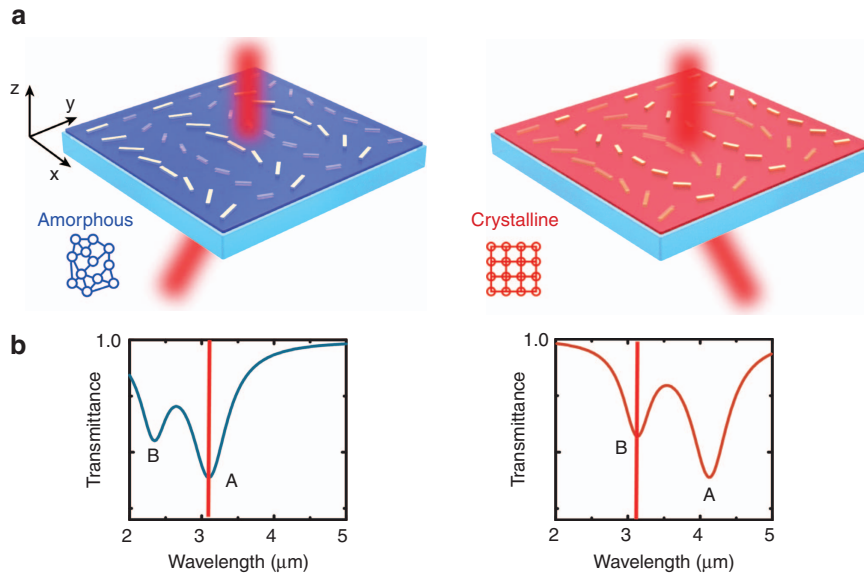 a
z
y
x
Amorphous
Crystalline
b
1.0
Transmittance
B
A
2 3 4 5
Wavelength (μm)
1.0
Transmittance
B
A
2 3 4 5
Wavelength (μm)